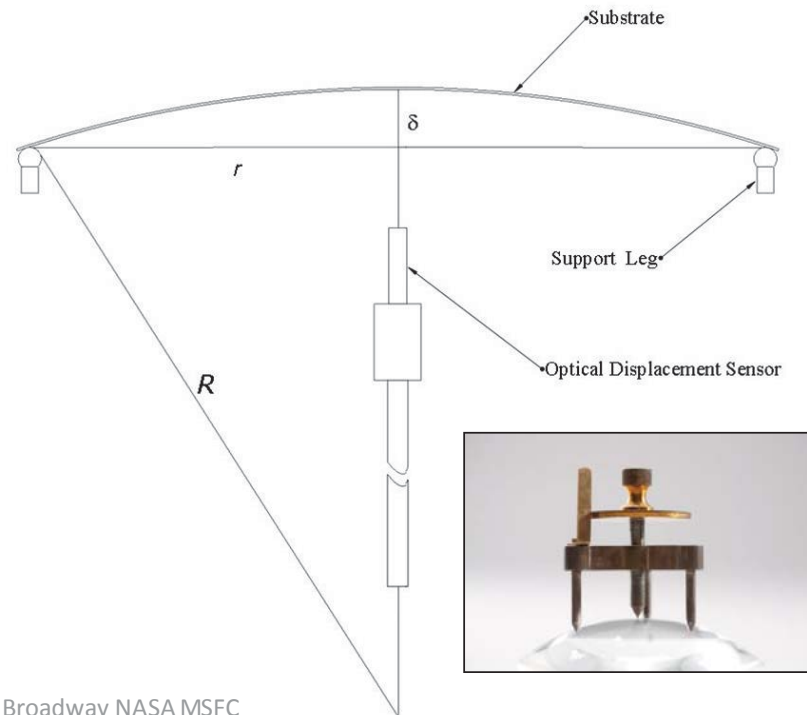 Substrate
δ
r
Support Leg
Optical Displacement Sensor
R
Broadway NASA MSFC